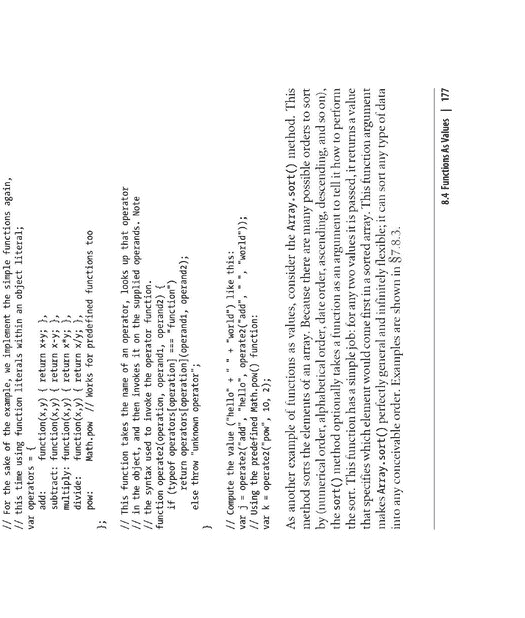 // For the sake of the example, we implement the simple functions again,
// this time using function literals within an object literal;
var operators = {
    add:      function(x,y) { return x+y; },
    subtract: function(x,y) { return x-y; },
    multiply: function(x,y) { return x*y; },
    divide:   function(x,y) { return x/y; },
    pow:      Math.pow // Works for predefined functions too
};
// This function takes the name of an operator, looks up that operator
// in the object, and then invokes it on the supplied operands. Note
// the syntax used to invoke the operator function.
function operate2(operation, operand1, operand2) {
    if (typeof operators[operation] === "function")
        return operators[operation](operand1, operand2);
    else throw "unknown operator";
}
// Compute the value ("hello" + " " + "world") like this:
var j = operate2("add", "hello", operate2("add", " ", "world"));
// Using the predefined Math.pow() function:
var k = operate2("pow", 10, 2);
As another example of functions as values, consider the Array.sort() method. This
method sorts the elements of an array. Because there are many possible orders to sort
by (numerical order, alphabetical order, date order, ascending, descending, and so on),
the sort() method optionally takes a function as an argument to tell it how to perform
the sort. This function has a simple job: for any two values it is passed, it returns a value
that specifies which element would come first in a sorted array. This function argument
makes Array.sort() perfectly general and infinitely flexible; it can sort any type of data
into any conceivable order. Examples are shown in §7.8.3.
8.4 Functions As Values | 177